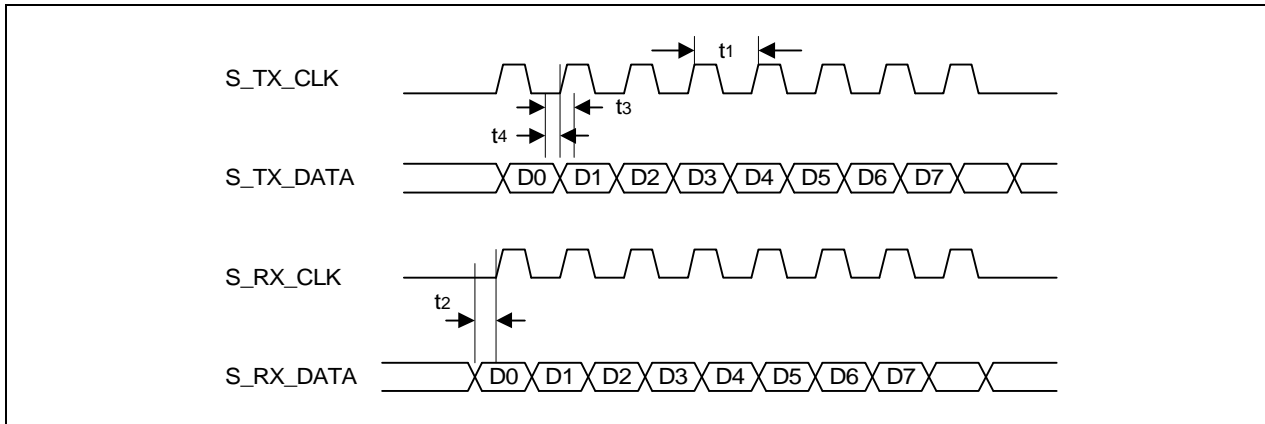 t1
S_TX_CLK
t3
t4
S_TX_DATA D0 D1 D2 D3 D4 D5 D6 D7
S_RX_CLK
t2
S_RX_DATA D0 D1 D2 D3 D4 D5 D6 D7